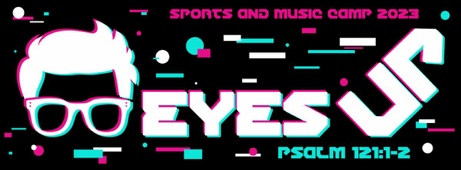 SPORTS AND MUSIC CAMP 2023
EYES UP
PSALM 121:1-2